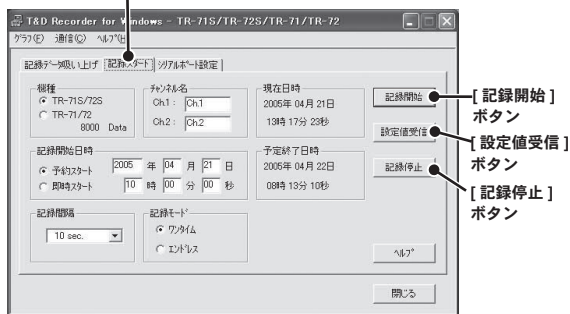 T&D Recorder for Windows - TR-71S/TR-72S/TR-71/TR-72
グラフ(F) 通信(C) ヘルプ(H)
記録データ吸い上げ 記録スタート シリアルポート設定
機種
TR-71S/72S
TR-71/72
8000 Data
チャンネル名
Ch.1 : Ch.1
Ch.2 : Ch.2
現在日時
2005年 04月 21日
13時 17分 23秒
記録開始日時
予約スタート
即時スタート
2005 年 04 月 21 日
10 時 00 分 00 秒
予定終了日時
2005年 04月 22日
08時 13分 10秒
記録間隔
10 sec.
記録モード
ワンタイム
エンドレス
記録開始
設定値受信
記録停止
ヘルプ
閉じる
[ 記録開始 ]
ボタン
[ 設定値受信 ]
ボタン
[ 記録停止 ]
ボタン